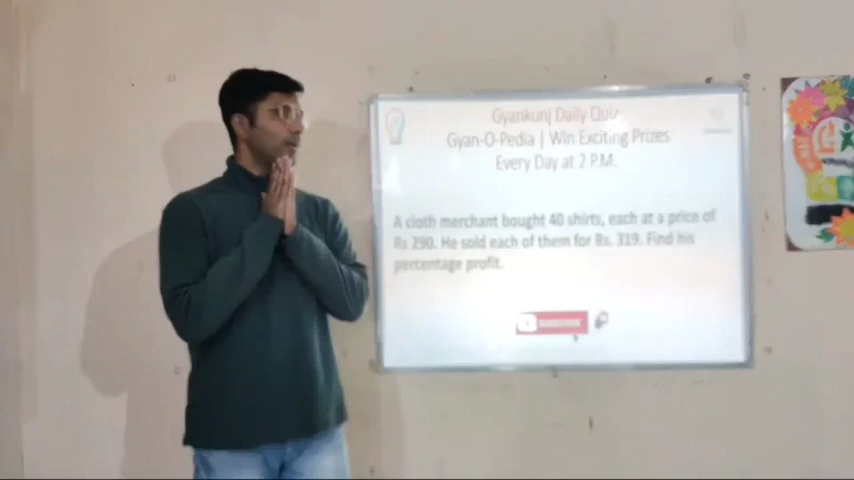 Gyankunj Daily Quiz
Gyan-O-Pedia | Win Exciting Prizes
Every Day at 2 P.M.
A cloth merchant bought 40 shirts, each at a price of
Rs 290. He sold each of them for Rs. 319. Find his
percentage profit.
SUBSCRIBE